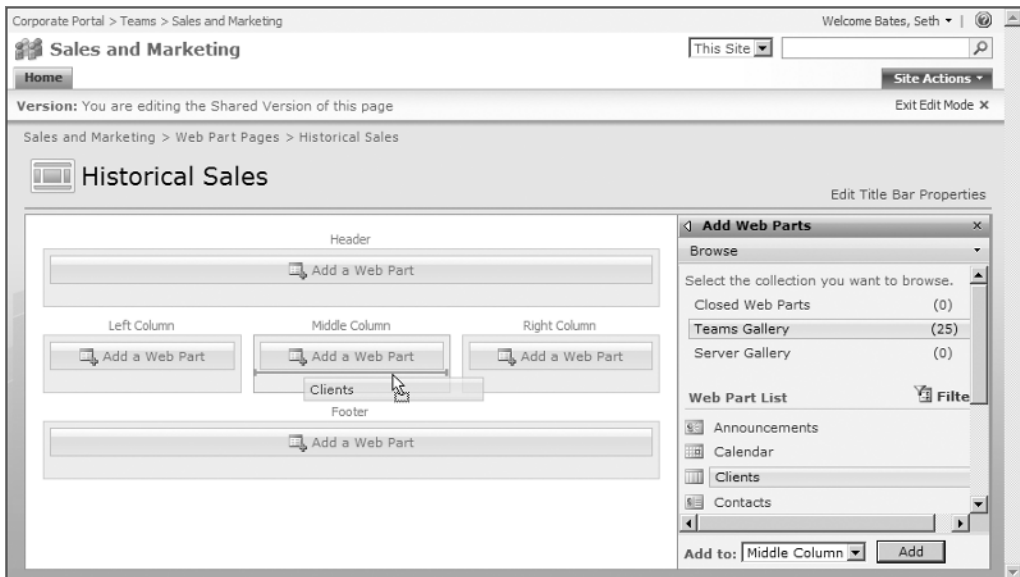 Corporate Portal > Teams > Sales and Marketing
Welcome Bates, Seth
Sales and Marketing
This Site
Home
Site Actions
Version: You are editing the Shared Version of this page
Exit Edit Mode
Sales and Marketing > Web Part Pages > Historical Sales
Historical Sales
Edit Title Bar Properties
Header
Add a Web Part
Left Column
Middle Column
Right Column
Add a Web Part
Add a Web Part
Add a Web Part
Clients
Footer
Add a Web Part
Add Web Parts
Browse
Select the collection you want to browse.
Closed Web Parts (0)
Teams Gallery (25)
Server Gallery (0)
Web Part List
Filte
Announcements
Calendar
Clients
Contacts
Add to: Middle Column
Add